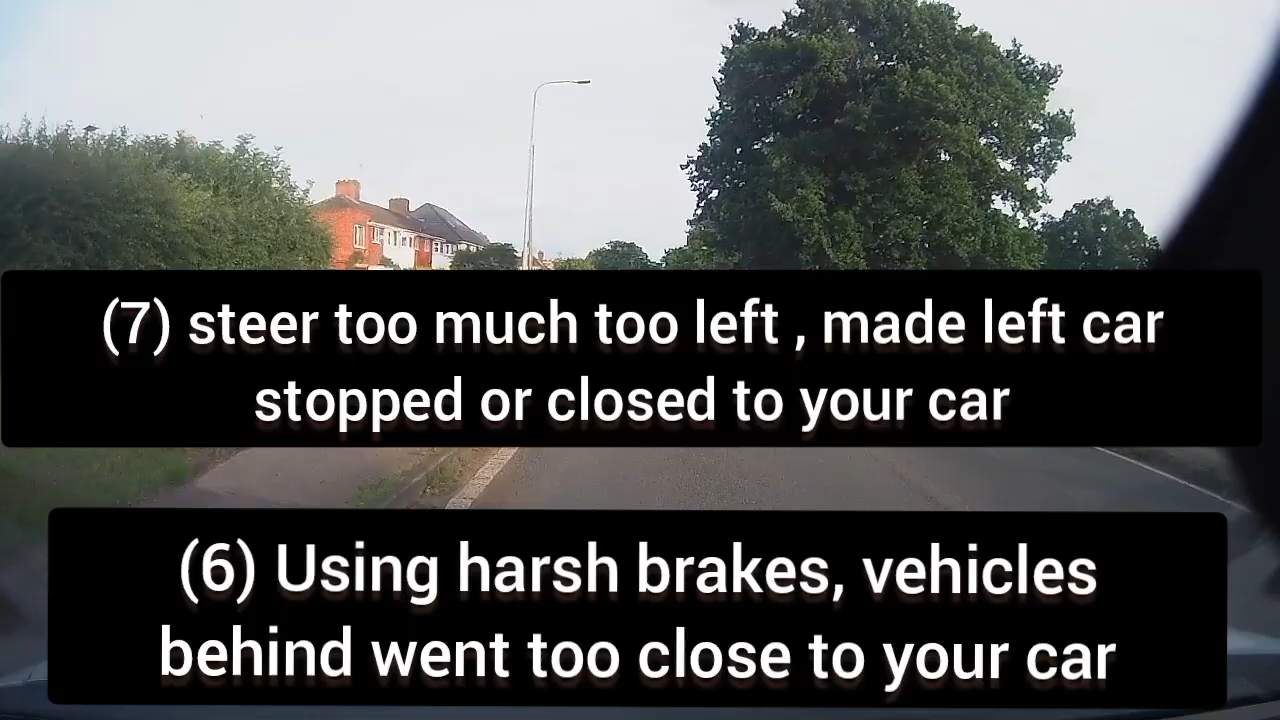 (7) steer too much too left , made left car
stopped or closed to your car
(6) Using harsh brakes, vehicles
behind went too close to your car